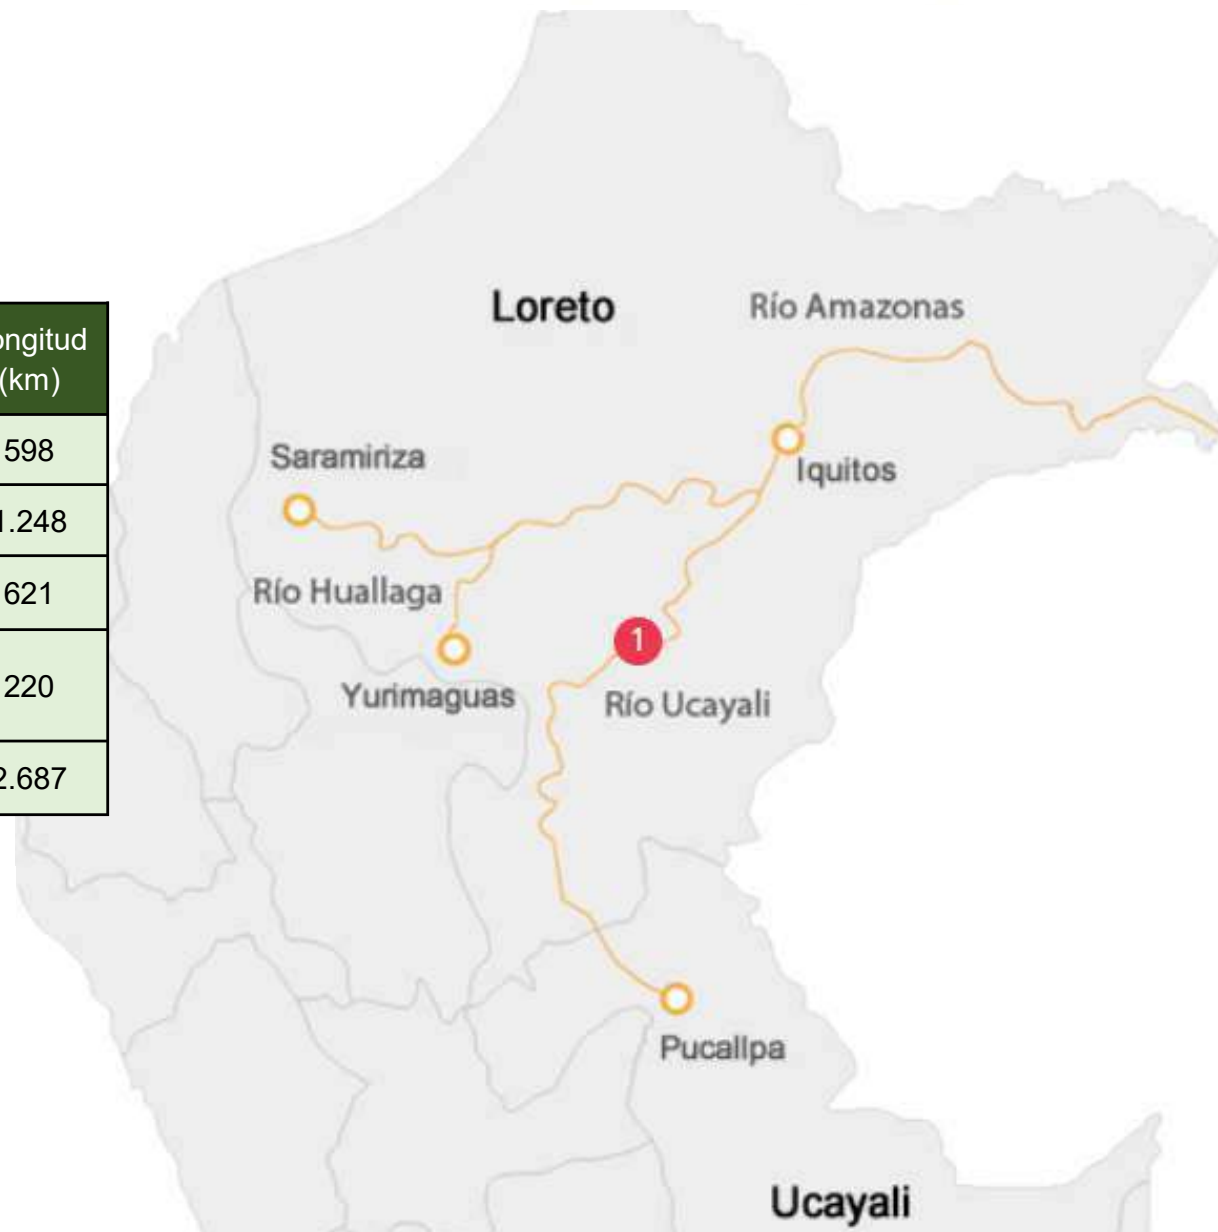 ongitud
(km)
598
1.248
621
220
2.687
Loreto
Río Amazonas
Saramiriza
Iquitos
Río Huallaga
1
Yurimaguas
Río Ucayali
Pucallpa
Ucayali